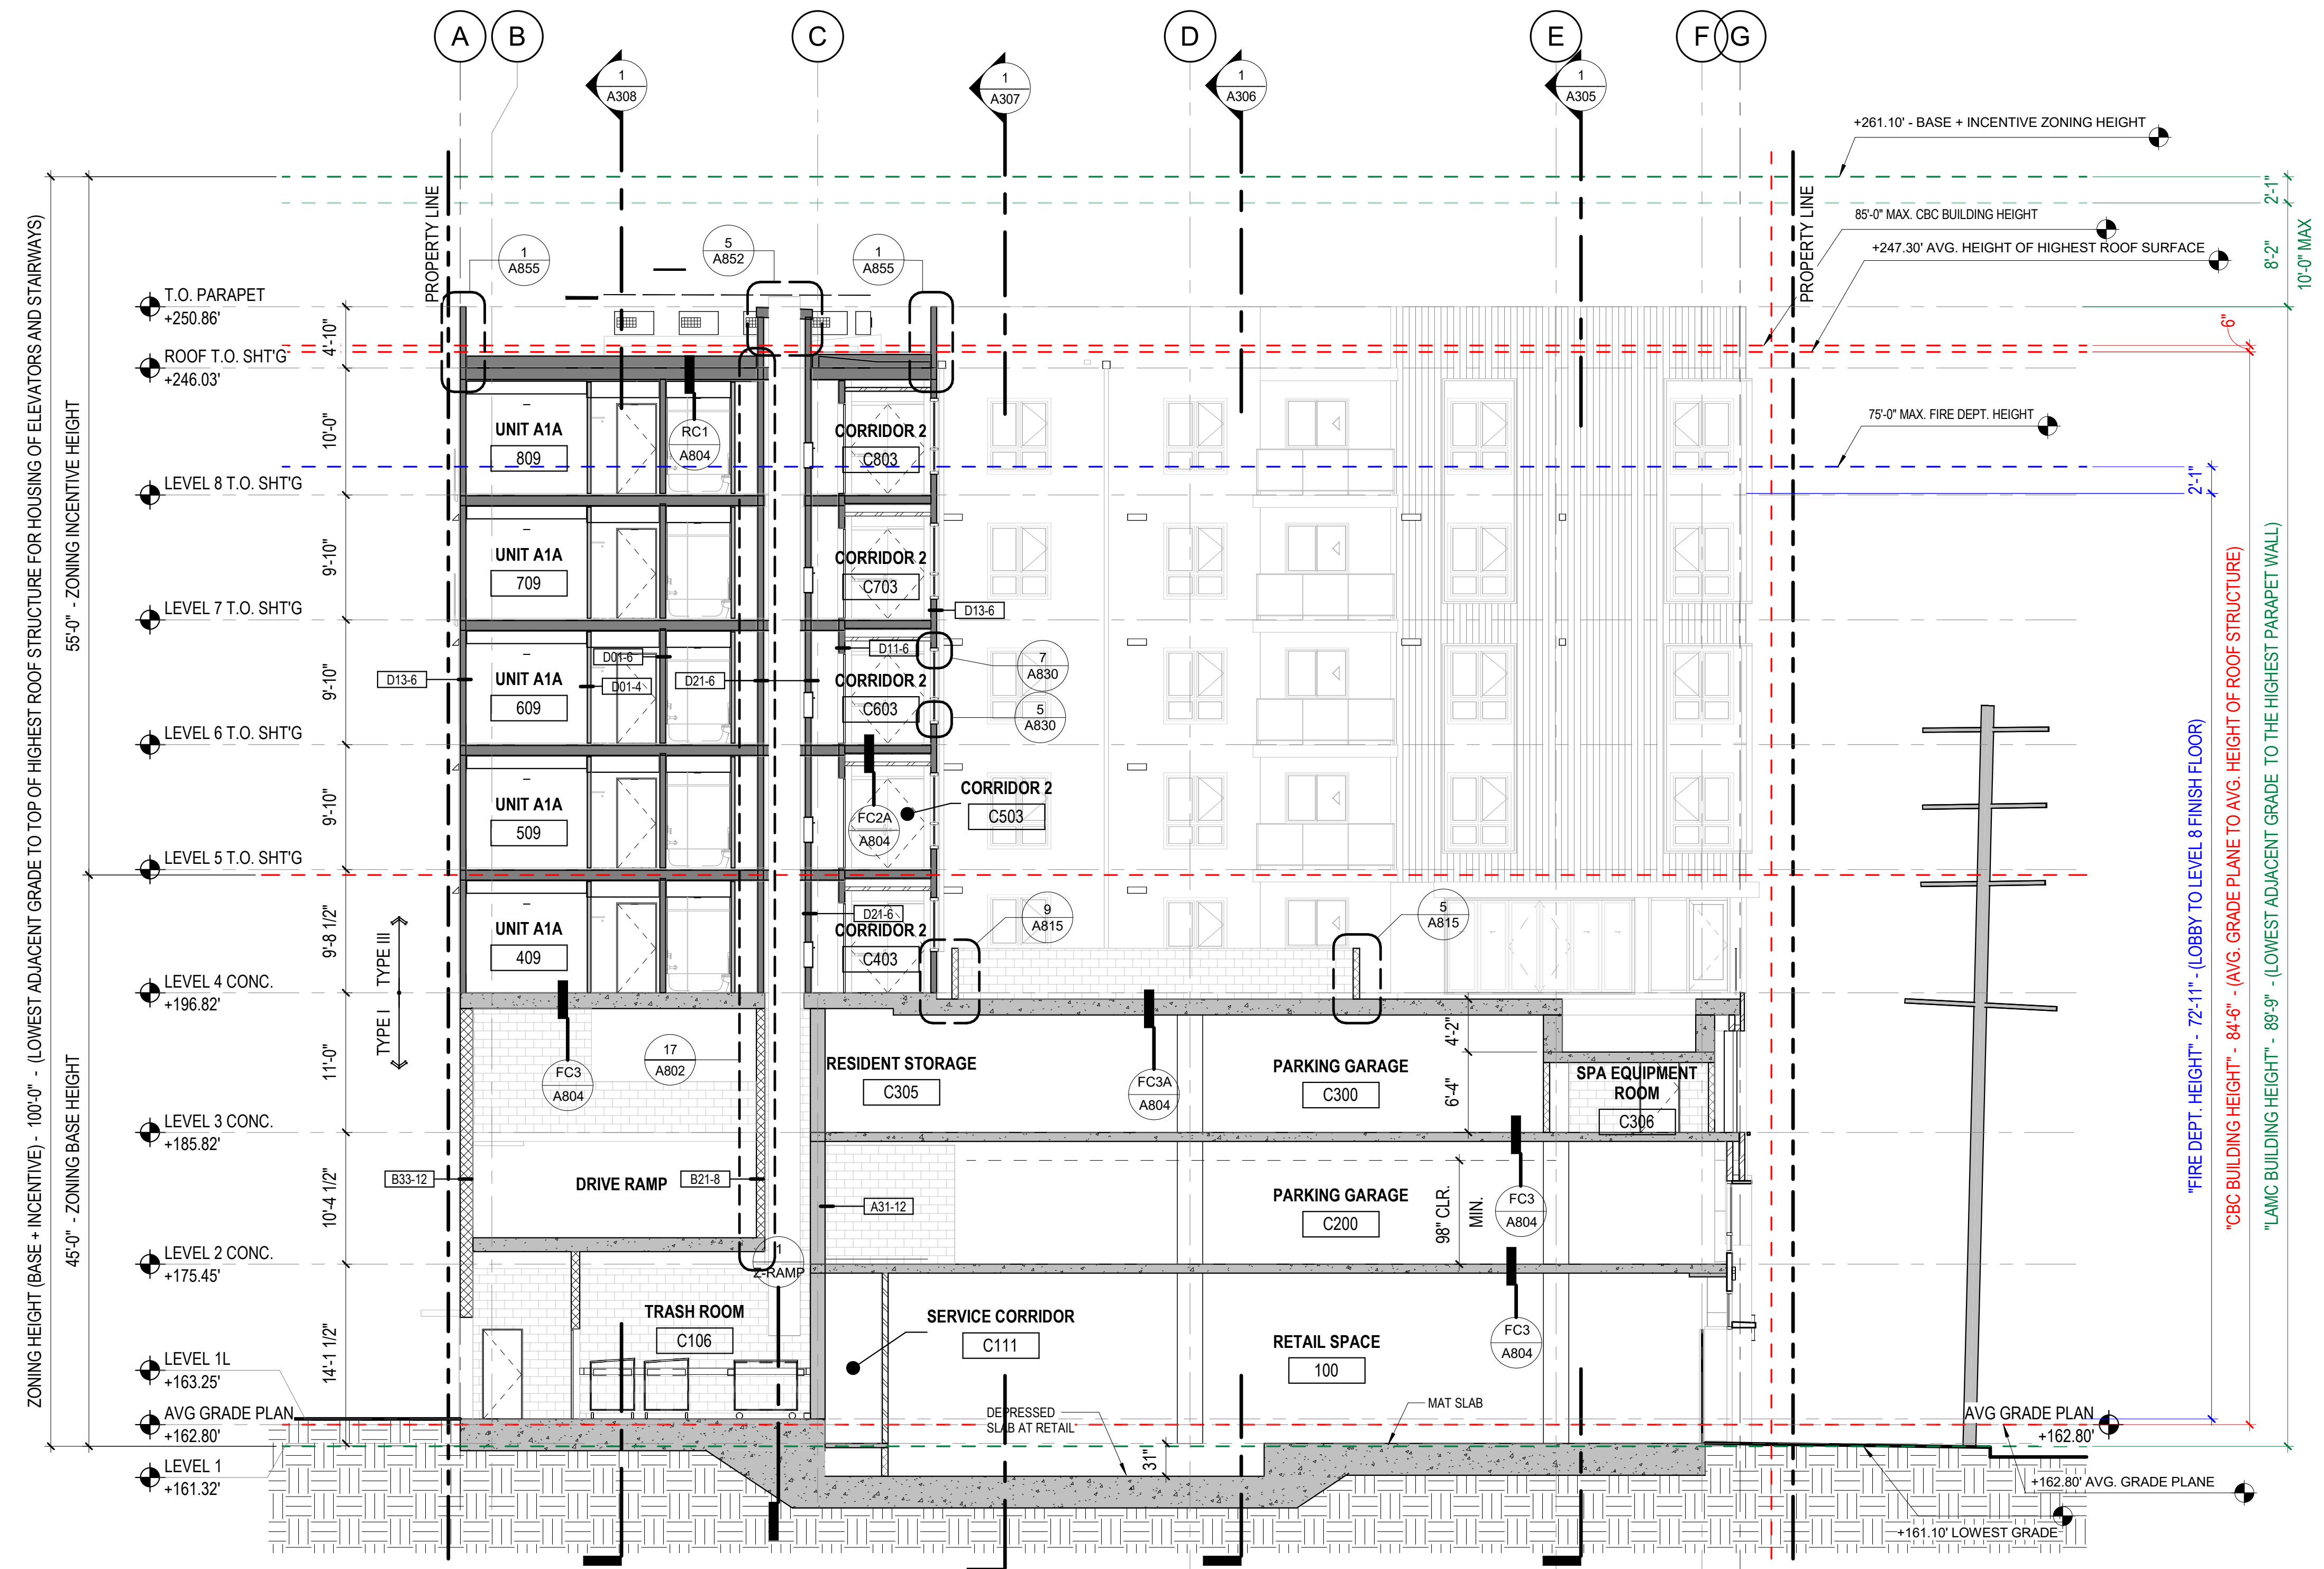 A
B
C
D
E
F
G
1
A308
1
A307
1
A306
1
A305
+261.10' - BASE + INCENTIVE ZONING HEIGHT
85'-0" MAX. CBC BUILDING HEIGHT
+247.30' AVG. HEIGHT OF HIGHEST ROOF SURFACE
75'-0" MAX. FIRE DEPT. HEIGHT
PROPERTY LINE
PROPERTY LINE
2'-1"
8'-2"
10'-0" MAX
6"
2'-1"
1
A855
5
A852
1
A855
ZONING HEIGHT (BASE + INCENTIVE) - 100'-0" - (LOWEST ADJACENT GRADE TO TOP OF HIGHEST ROOF STRUTCTURE FOR HOUSING OF ELEVATORS AND STAIRWAYS)
55'-0" - ZONING INCENTIVE HEIGHT
45'-0" - ZONING BASE HEIGHT
T.O. PARAPET
+250.86'
ROOF T.O. SHT'G
+246.03'
LEVEL 8 T.O. SHT'G
LEVEL 7 T.O. SHT'G
LEVEL 6 T.O. SHT'G
LEVEL 5 T.O. SHT'G
LEVEL 4 CONC.
+196.82'
LEVEL 3 CONC.
+185.82'
LEVEL 2 CONC.
+175.45'
LEVEL 1L
+163.25'
AVG GRADE PLAN
+162.80'
LEVEL 1
+161.32'
4'-10"
10'-0"
9'-10"
9'-10"
9'-10"
9'-8 1/2"
11'-0"
10'-4 1/2"
14'-1 1/2"
TYPE III
TYPE I
UNIT A1A
809
RC1
A804
CORRIDOR 2
C803
UNIT A1A
709
CORRIDOR 2
C703
D13-6
D11-6
D01-6
7
A830
UNIT A1A
609
D13-6
D01-4
D21-6
CORRIDOR 2
C603
5
A830
UNIT A1A
509
FC2A
A804
CORRIDOR 2
C503
UNIT A1A
409
D21-6
CORRIDOR 2
C403
9
A815
5
A815
FC3
A804
17
A802
RESIDENT STORAGE
C305
FC3A
A804
PARKING GARAGE
C300
4'-2"
6'-4"
SPA EQUIPMENT
ROOM
C306
B33-12
DRIVE RAMP
B21-8
A31-12
PARKING GARAGE
C200
98" CLR.
MIN.
FC3
A804
1
Z-RAMP
TRASH ROOM
C106
SERVICE CORRIDOR
C111
RETAIL SPACE
100
FC3
A804
DEPRESSED
SLAB AT RETAIL
MAT SLAB
31"
"FIRE DEPT. HEIGHT" - 72'-11" - (LOBBY TO LEVEL 8 FINISH FLOOR)
"CBC BUILDING HEIGHT" - 84'-6" - (AVG. GRADE PLANE TO AVG. HEIGHT OF ROOF STRUCTURE)
"LAMC BUILDING HEIGHT" - 89'-9" - (LOWEST ADJACENT GRADE TO THE HIGHEST PARAPET WALL)
AVG GRADE PLAN
+162.80'
+162.80' AVG. GRADE PLANE
+161.10' LOWEST GRADE